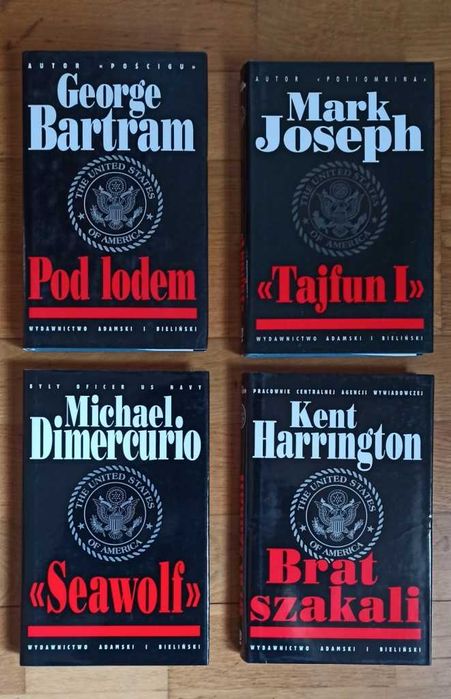 AUTOR «POŚCIGU»
George
Bartram
THE UNITED STATES
OF AMERICA
Pod lodem
WYDAWNICTWO ADAMSKI I BIELIŃSKI
AUTOR «POTIOMKINA»
Mark
Joseph
THE UNITED STATES
OF AMERICA
«Tajfun I»
WYDAWNICTWO ADAMSKI I BIELIŃSKI
BYŁY OFICER US NAVY
Michael
Dimercurio
THE UNITED STATES
OF AMERICA
«Seawolf»
WYDAWNICTWO ADAMSKI I BIELIŃSKI
PRACOWNIK CENTRALNEJ AGENCJI WYWIADOWCZEJ
Kent
Harrington
THE UNITED STATES
OF AMERICA
Brat
szakali
WYDAWNICTWO ADAMSKI I BIELIŃSKI